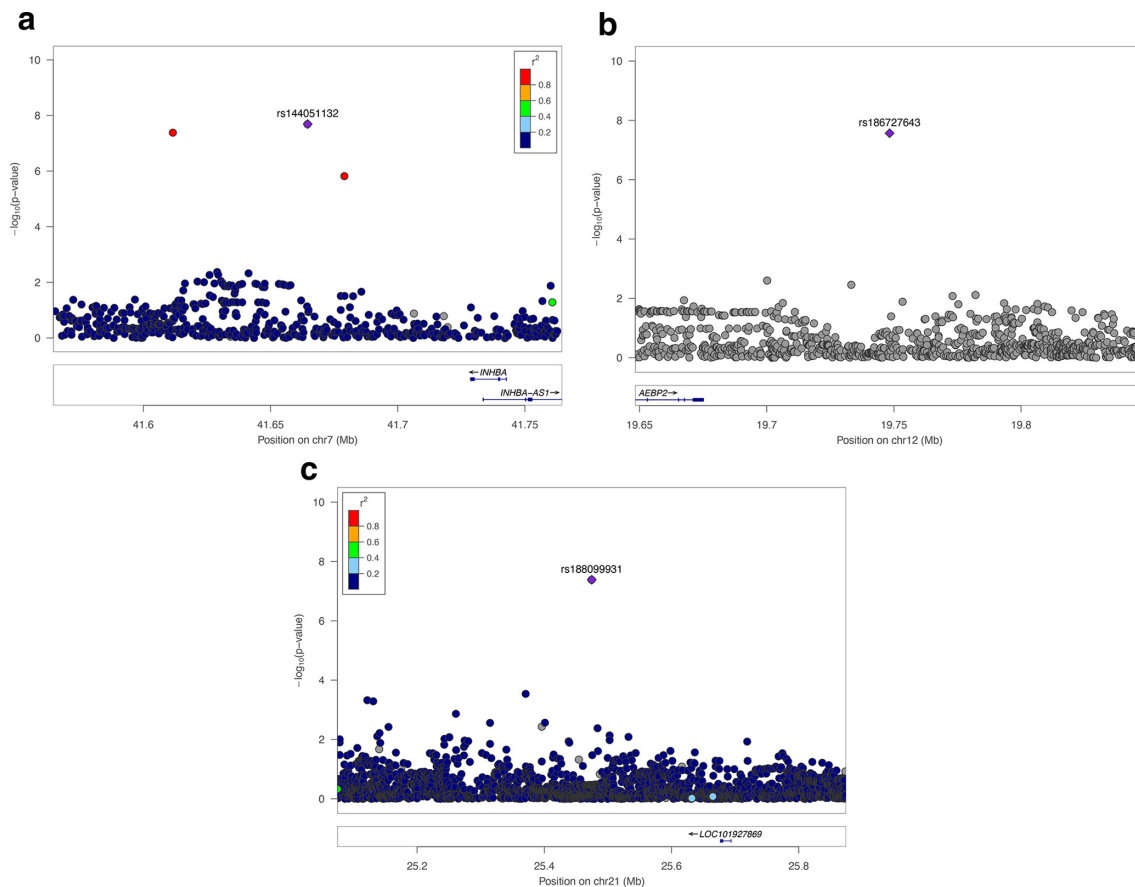 a
10
8
6
4
2
0
−log10(p−value)
rs144051132
r2
0.8
0.6
0.4
0.2
←INHBA
INHBA−AS1→
41.6
41.65
41.7
41.75
Position on chr7 (Mb)
b
10
8
6
4
2
0
−log10(p−value)
rs186727643
AEBP2→
19.65
19.7
19.75
19.8
Position on chr12 (Mb)
c
10
8
6
4
2
0
−log10(p−value)
r2
0.8
0.6
0.4
0.2
rs188099931
←LOC101927869
25.2
25.4
25.6
25.8
Position on chr21 (Mb)